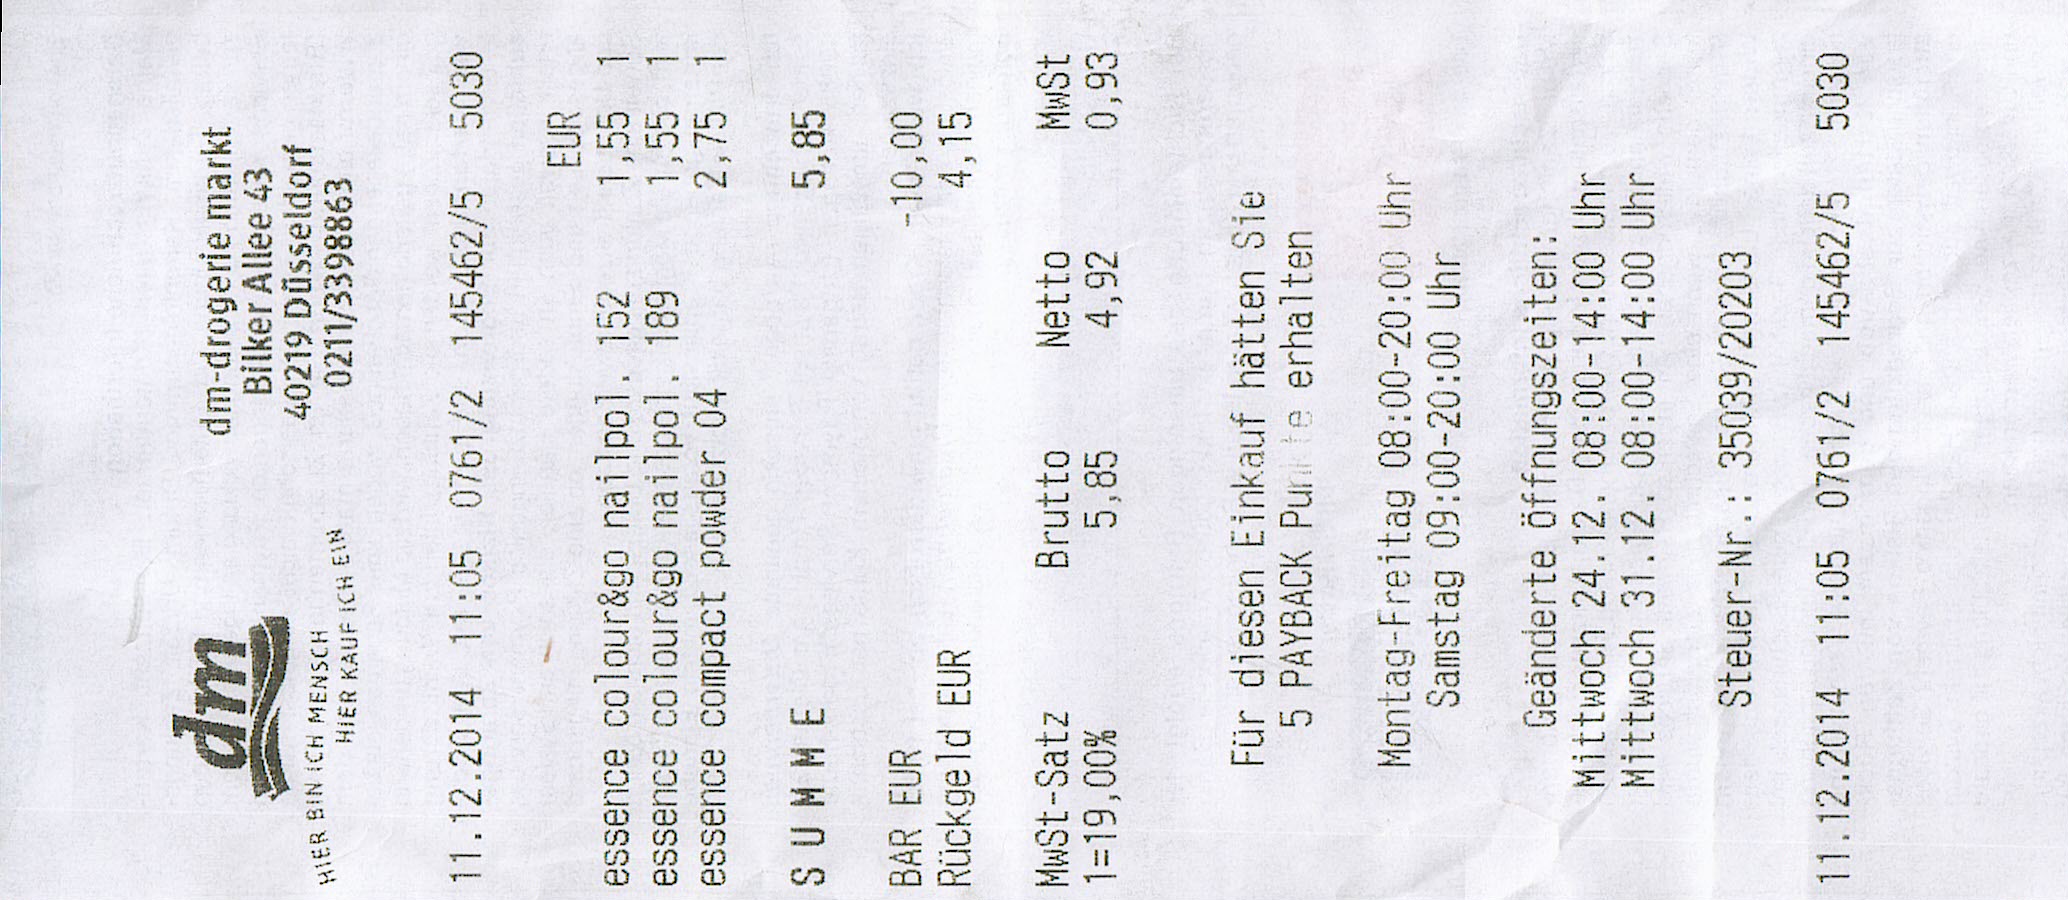 dm
HIER BIN ICH MENSCH
HIER KAUF ICH EIN
dm-drogerie markt
Bilker Allee 43
40219 Düsseldorf
0211/3398863
11.12.2014 11:05 0761/2 145462/5 5030
EUR
essence colour&go nailpol. 152 1,55 1
essence colour&go nailpol. 189 1,55 1
essence compact powder 04 2,75 1
SUMME 5,85
BAR EUR -10,00
Rückgeld EUR 4,15
MwSt-Satz Brutto Netto MwSt
1=19,00% 5,85 4,92 0,93
Für diesen Einkauf hätten Sie
5 PAYBACK Punkte erhalten
Montag-Freitag 08:00-20:00 Uhr
Samstag 09:00-20:00 Uhr
Geänderte Öffnungszeiten:
Mittwoch 24.12. 08:00-14:00 Uhr
Mittwoch 31.12. 08:00-14:00 Uhr
Steuer-Nr.: 35039/20203
11.12.2014 11:05 0761/2 145462/5 5030